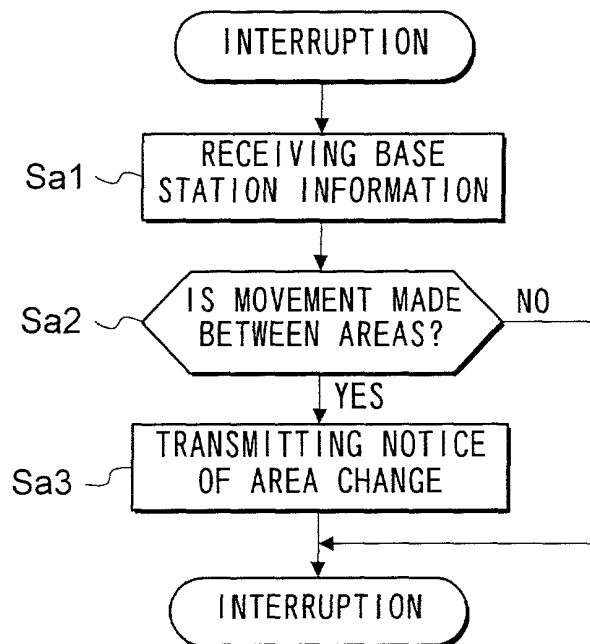 INTERRUPTION
Sa1
RECEIVING BASE
STATION INFORMATION
Sa2
IS MOVEMENT MADE
BETWEEN AREAS?
NO
YES
Sa3
TRANSMITTING NOTICE
OF AREA CHANGE
INTERRUPTION